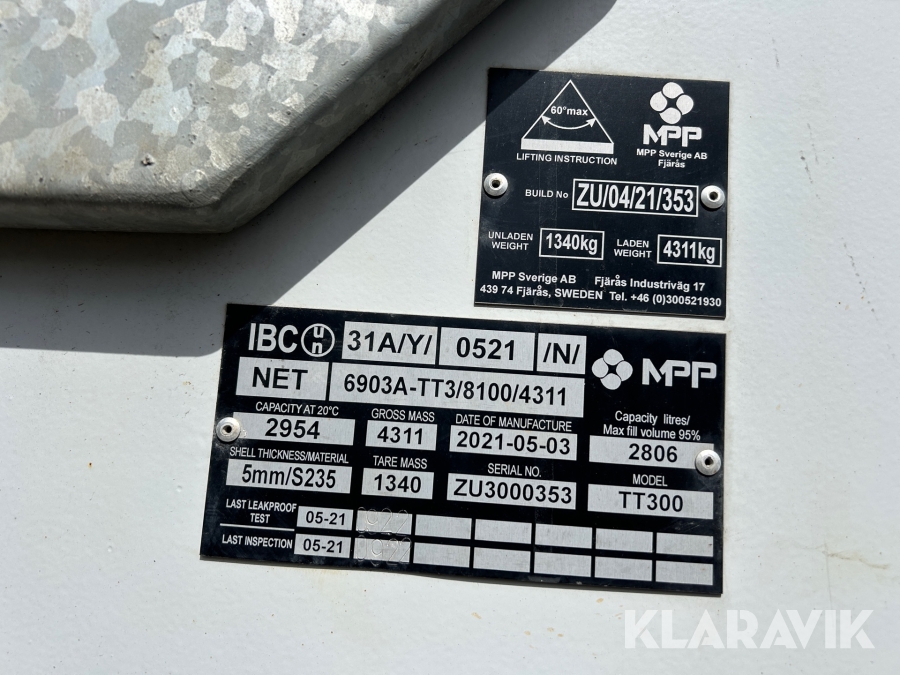 60°max
LIFTING INSTRUCTION
MPP
MPP Sverige AB
Fjärås
BUILD No ZU/04/21/353
UNLADEN WEIGHT 1340kg LADEN WEIGHT 4311kg
MPP Sverige AB Fjärås Industriväg 17
439 74 Fjärås, SWEDEN Tel. +46 (0)300521930
IBC un 31A/Y/ 0521 /N/ MPP
NET 6903A-TT3/8100/4311
CAPACITY AT 20°C GROSS MASS DATE OF MANUFACTURE Capacity litres/ Max fill volume 95%
2954 4311 2021-05-03 2806
SHELL THICKNESS/MATERIAL TARE MASS SERIAL NO. MODEL
5mm/S235 1340 ZU3000353 TT300
LAST LEAKPROOF TEST 05-21
LAST INSPECTION 05-21
KLARAVIK